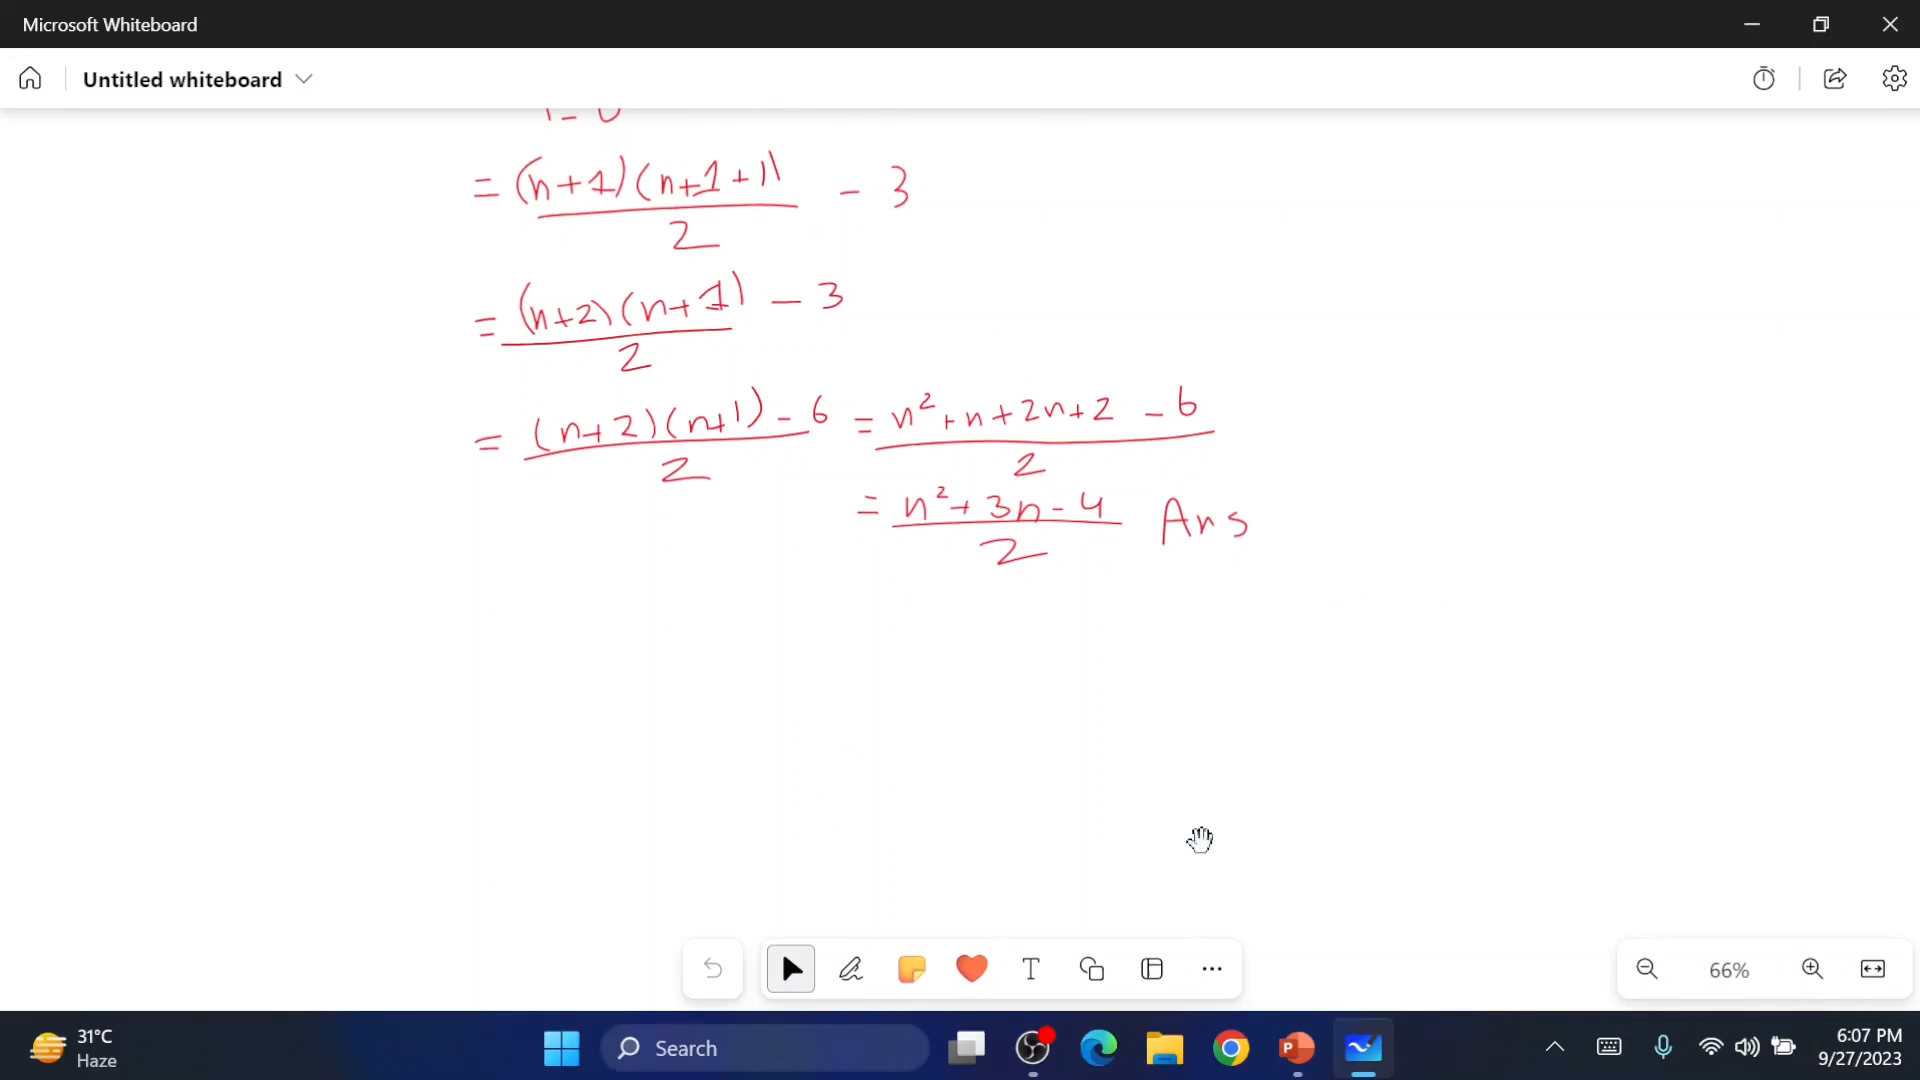 Microsoft Whiteboard
Untitled whiteboard
= (n+1)(n+1+1) / 2 - 3
= (n+2)(n+1) / 2 - 3
= (n+2)(n+1) - 6 / 2 = n² + n + 2n + 2 - 6 / 2
= n² + 3n - 4 / 2 Ans
66%
31°C
Haze
Search
6:07 PM
9/27/2023